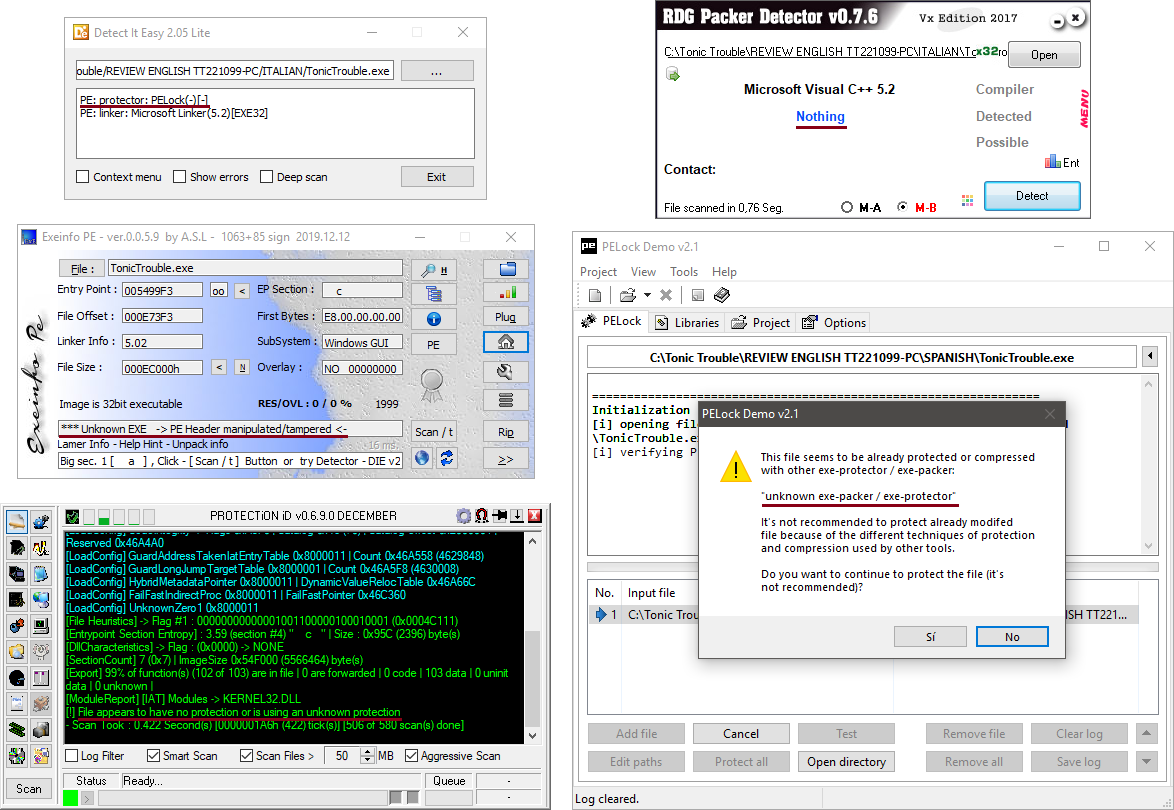 Detect It Easy 2.05 Lite
ouble/REVIEW ENGLISH TT221099-PC/ITALIAN/TonicTrouble.exe
...
PE: protector: PELock(-)[-]
PE: linker: Microsoft Linker(5.2)[EXE32]
Context menu
Show errors
Deep scan
Exit
RDG Packer Detector v0.7.6
Vx Edition 2017
C:\Tonic Trouble\REVIEW ENGLISH TT221099-PC\ITALIAN\Tc
x32
Open
Microsoft Visual C++ 5.2
Compiler
Nothing
Detected
Possible
MENU
Ent
Contact:
Detect
File scanned in 0,76 Seg.
M-A
M-B
Exeinfo PE - ver.0.0.5.9 by A.S.L - 1063+85 sign 2019.12.12
Exeinfo Pe
File :
TonicTrouble.exe
H
Entry Point :
005499F3
oo
<
EP Section :
c
File Offset :
000E73F3
First Bytes :
E8.00.00.00.00
Plug
Linker Info :
5.02
SubSystem :
Windows GUI
PE
File Size :
000EC000h
<
N
Overlay :
NO 00000000
Image is 32bit executable
RES/OVL : 0 / 0 %
1999
*** Unknown EXE -> PE Header manipulated/tampered <-
Scan / t
Rip
Lamer Info - Help Hint - Unpack info
16 ms.
Big sec. 1 [ a ] , Click - [ Scan / t ] Button or try Detector - DIE v2
>>
PROTECTiON iD v0.6.9.0 DECEMBER
Reserved 0x46A4A0
[LoadConfig] GuardAddressTakenIatEntryTable 0x8000011 | Count 0x46A558 (4629848)
[LoadConfig] GuardLongJumpTargetTable 0x8000001 | Count 0x46A5F8 (4630008)
[LoadConfig] HybridMetadataPointer 0x8000011 | DynamicValueRelocTable 0x46A66C
[LoadConfig] FailFastIndirectProc 0x8000011 | FailFastPointer 0x46C360
[LoadConfig] UnknownZero1 0x8000011
[File Heuristics] -> Flag #1 : 00000000000001001100000100010001 (0x0004C111)
[Entrypoint Section Entropy] : 3.59 (section #4) " c " | Size : 0x95C (2396) byte(s)
[DllCharacteristics] -> Flag : (0x0000) -> NONE
[SectionCount] 7 (0x7) | ImageSize 0x54F000 (5566464) byte(s)
[Export] 99% of function(s) (102 of 103) are in file | 0 are forwarded | 0 code | 103 data | 0 uninit
data | 0 unknown |
[ModuleReport] [IAT] Modules -> KERNEL32.DLL
[!] File appears to have no protection or is using an unknown protection
- Scan Took : 0.422 Second(s) [0000001A6h (422) tick(s)] [506 of 580 scan(s) done]
Log Filter
Smart Scan
Scan Files >
50
MB
Aggressive Scan
Scan
Status
Ready...
Queue
-
>
-
PELock Demo v2.1
Project
View
Tools
Help
PELock
Libraries
Project
Options
C:\Tonic Trouble\REVIEW ENGLISH TT221099-PC\SPANISH\TonicTrouble.exe
Initialization
[i] opening fil
\TonicTrouble.ex
[i] verifying P
PELock Demo v2.1
This file seems to be already protected or compressed
with other exe-protector / exe-packer:
"unknown exe-packer / exe-protector"
It's not recommended to protect already modifed
file because of the different techniques of protection
and compression used by other tools.
Do you want to continue to protect the file (it's
not recommended)?
Sí
No
No.
Input file
1
C:\Tonic Trou
ISH TT221...
Add file
Cancel
Test
Remove file
Clear log
Edit paths
Protect all
Open directory
Remove all
Save log
Log cleared.